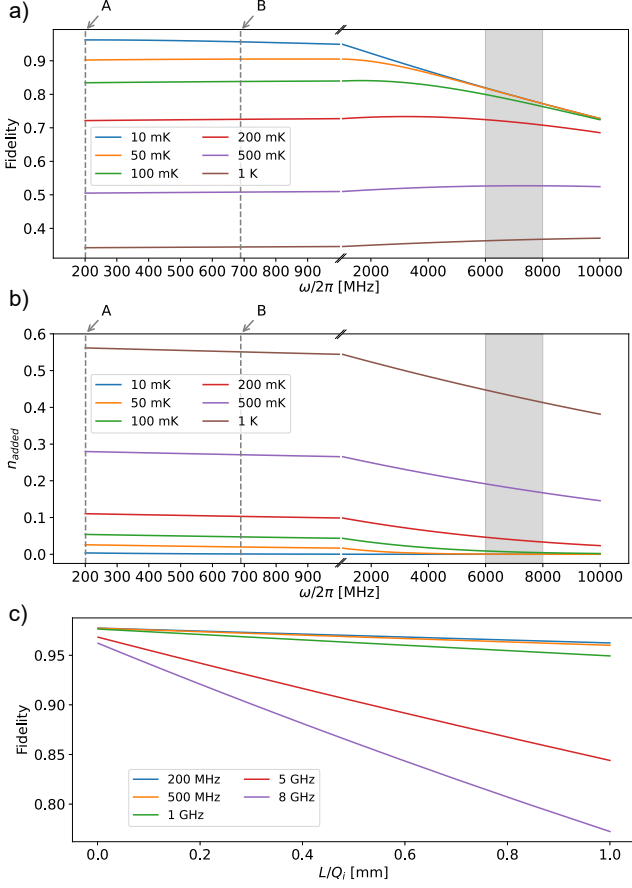 a)
A
B
Fidelity
0.9
0.8
0.7
0.6
0.5
0.4
10 mK
50 mK
100 mK
200 mK
500 mK
1 K
200 300 400 500 600 700 800 900 2000 4000 6000 8000 10000
ω/2π [MHz]
b)
A
B
n_added
0.6
0.5
0.4
0.3
0.2
0.1
0.0
10 mK
50 mK
100 mK
200 mK
500 mK
1 K
200 300 400 500 600 700 800 900 2000 4000 6000 8000 10000
ω/2π [MHz]
c)
Fidelity
0.95
0.90
0.85
0.80
200 MHz
500 MHz
1 GHz
5 GHz
8 GHz
0.0 0.2 0.4 0.6 0.8 1.0
L/Q_i [mm]